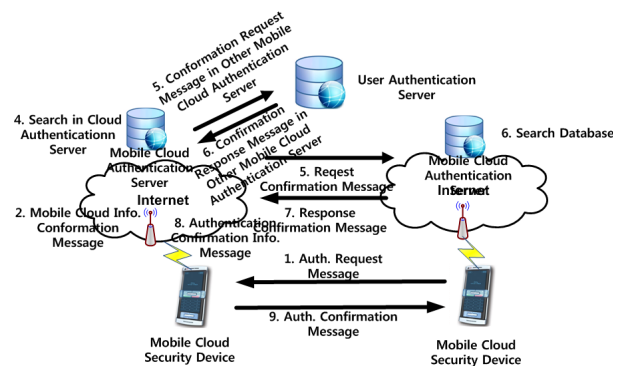 5. Conformation Request
Message in Other Mobile
Cloud Authentication
Server
User Authentication
Server
4. Search in Cloud
Authenticationn
Server
6. Confirmation
Response Message in
Other Mobile Cloud
Authentication Server
6. Search Database
Mobile Cloud
Authentication
Server
Internet
Mobile Cloud
Authentication
Server
Internet
5. Reqest
Confirmation Message
2. Mobile Cloud Info.
Conformation
Message
7. Response
Confirmation Message
8. Authentication
Confirmation Info.
Message
1. Auth. Request
Message
9. Auth. Confirmation
Message
Mobile Cloud
Security Device
Mobile Cloud
Security Device